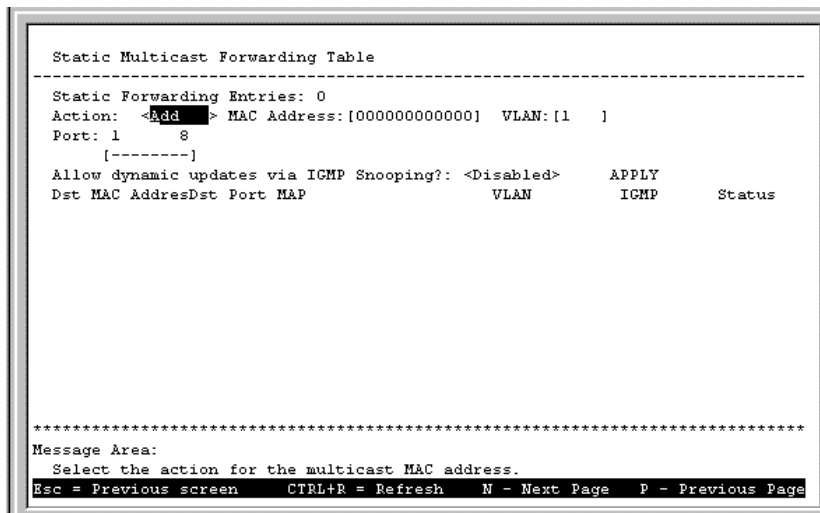 Static Multicast Forwarding Table
--------------------------------------------------------------------------------
Static Forwarding Entries: 0
Action: <Add > MAC Address:[000000000000] VLAN:[1 ]
Port: 1 8
[--------]
Allow dynamic updates via IGMP Snooping?: <Disabled> APPLY
Dst MAC AddresDst Port MAP VLAN IGMP Status
********************************************************************************
Message Area:
Select the action for the multicast MAC address.
Esc = Previous screen CTRL+R = Refresh N - Next Page P - Previous Page